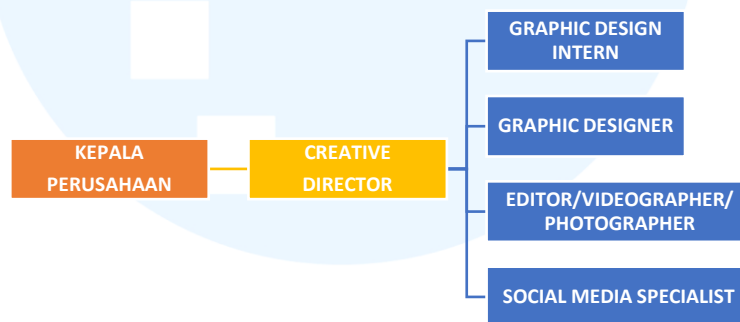 KEPALA
PERUSAHAAN
CREATIVE
DIRECTOR
GRAPHIC DESIGN
INTERN
GRAPHIC DESIGNER
EDITOR/VIDEOGRAPHER/
PHOTOGRAPHER
SOCIAL MEDIA SPECIALIST